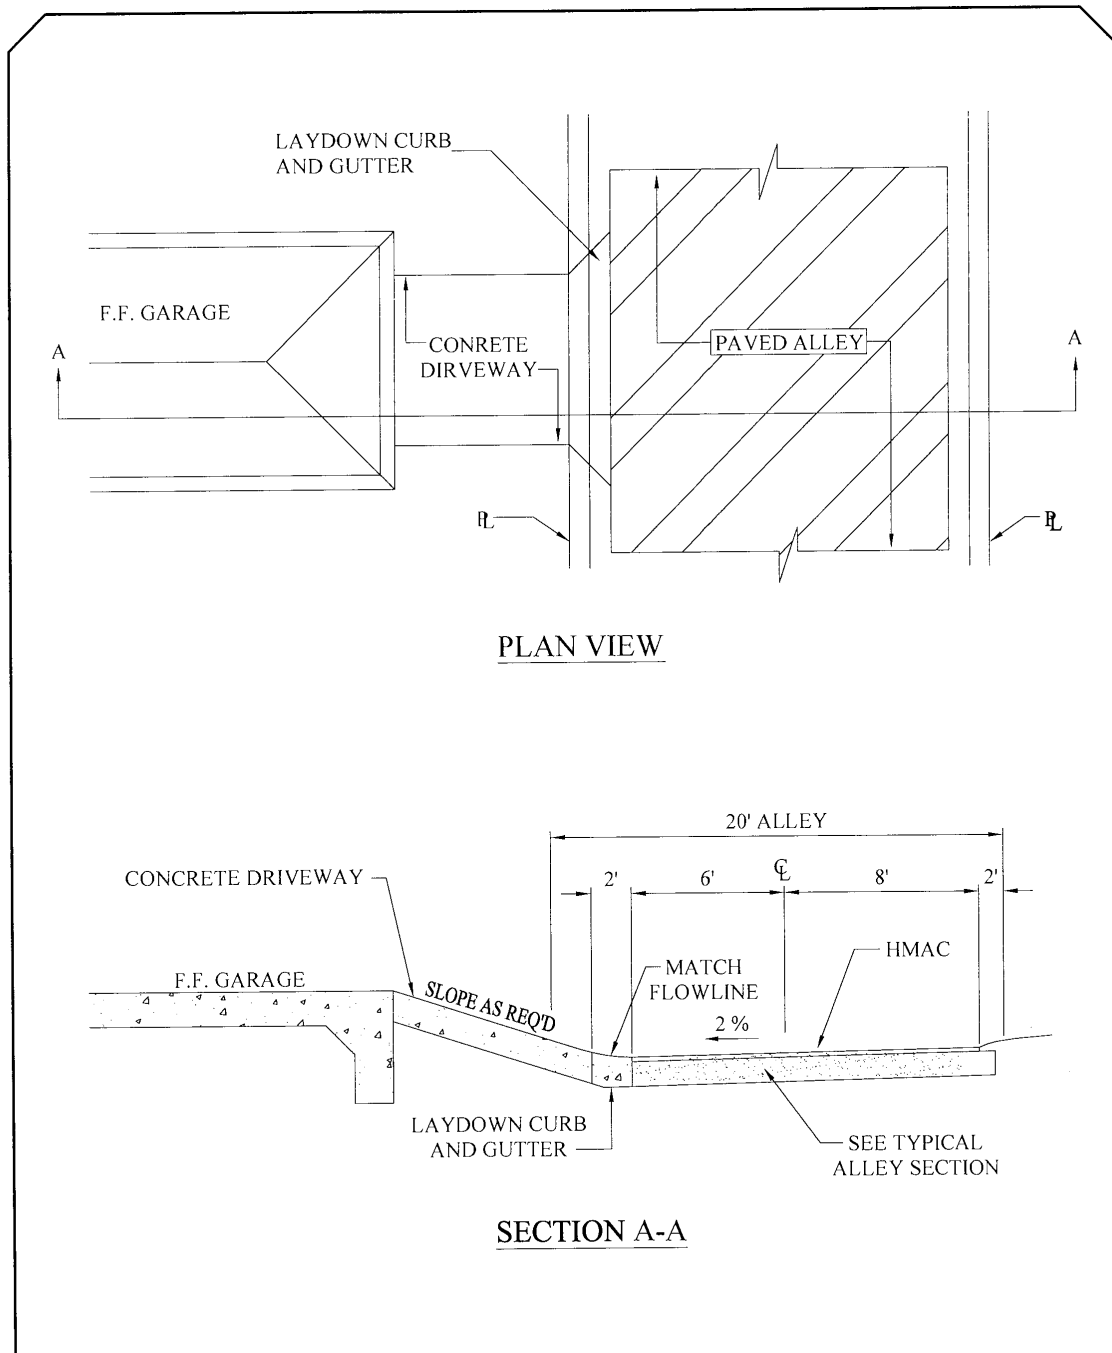 LAYDOWN CURB
AND GUTTER
F.F. GARAGE
A
A
CONRETE
DIRVEWAY
PAVED ALLEY
PL
PL
PLAN VIEW
20' ALLEY
CL
2'
6'
8'
2'
CONCRETE DRIVEWAY
HMAC
MATCH
FLOWLINE
F.F. GARAGE
SLOPE AS REQ'D
2 %
LAYDOWN CURB
AND GUTTER
SEE TYPICAL
ALLEY SECTION
SECTION A-A